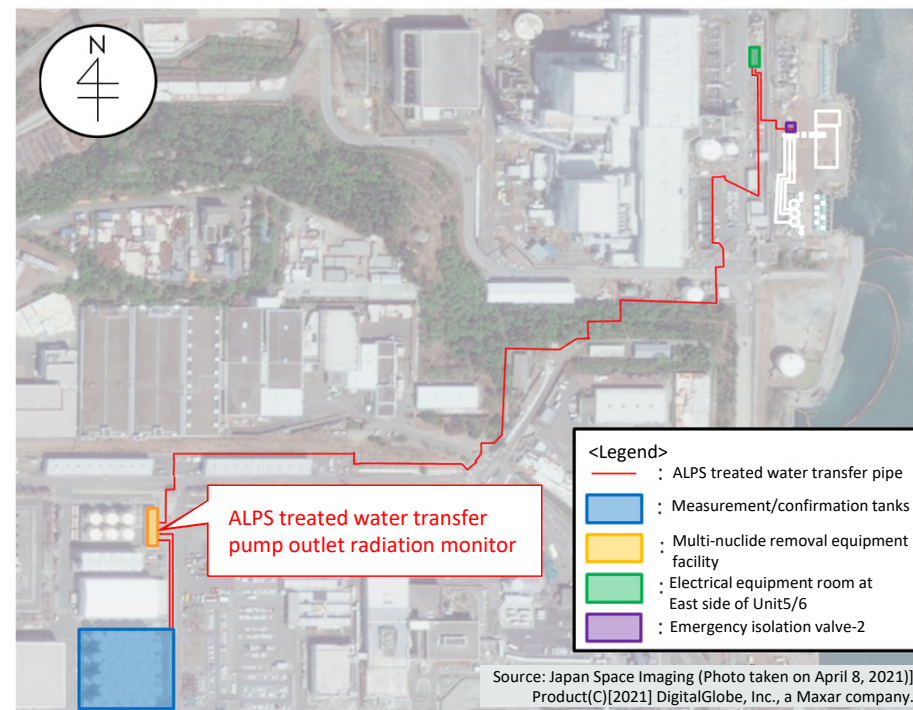 N
ALPS treated water transfer
pump outlet radiation monitor
<Legend>
: ALPS treated water transfer pipe
: Measurement/confirmation tanks
: Multi-nuclide removal equipment
facility
: Electrical equipment room at
East side of Unit5/6
: Emergency isolation valve-2
Source: Japan Space Imaging (Photo taken on April 8, 2021)]
Product(C)[2021] DigitalGlobe, Inc., a Maxar company.